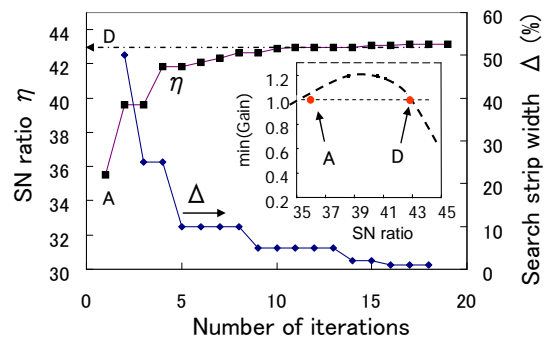 SN ratio η
44
42
40
38
36
34
32
30
D
A
η
Δ
0
5
10
15
20
Number of iterations
60
50
40
30
20
10
0
Search strip width Δ (%)
min(Gain)
1.2
1.0
0.8
0.6
0.4
0.2
A
D
35
37
39
41
43
45
SN ratio